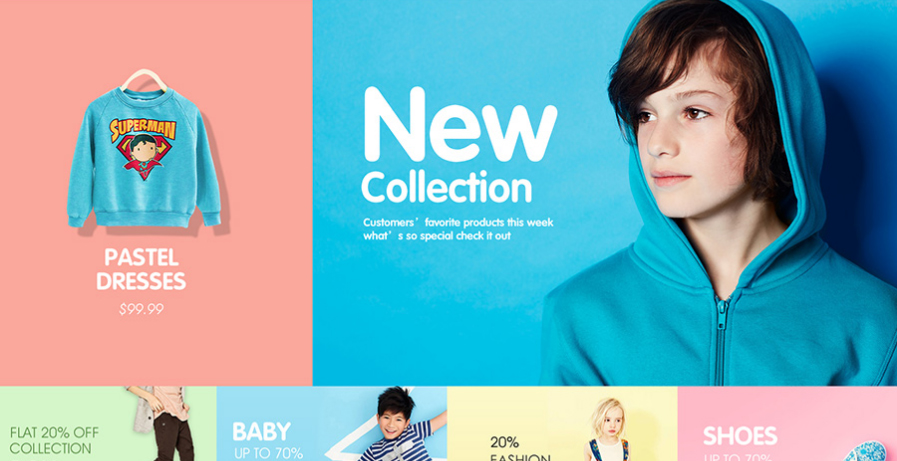 SUPERMAN
PASTEL
DRESSES
$99.99
New
Collection
Customers’ favorite products this week
what’ s so special check it out
FLAT 20% OFF
COLLECTION
BABY
UP TO 70%
20%
FASHION
SHOES
UP TO 70%